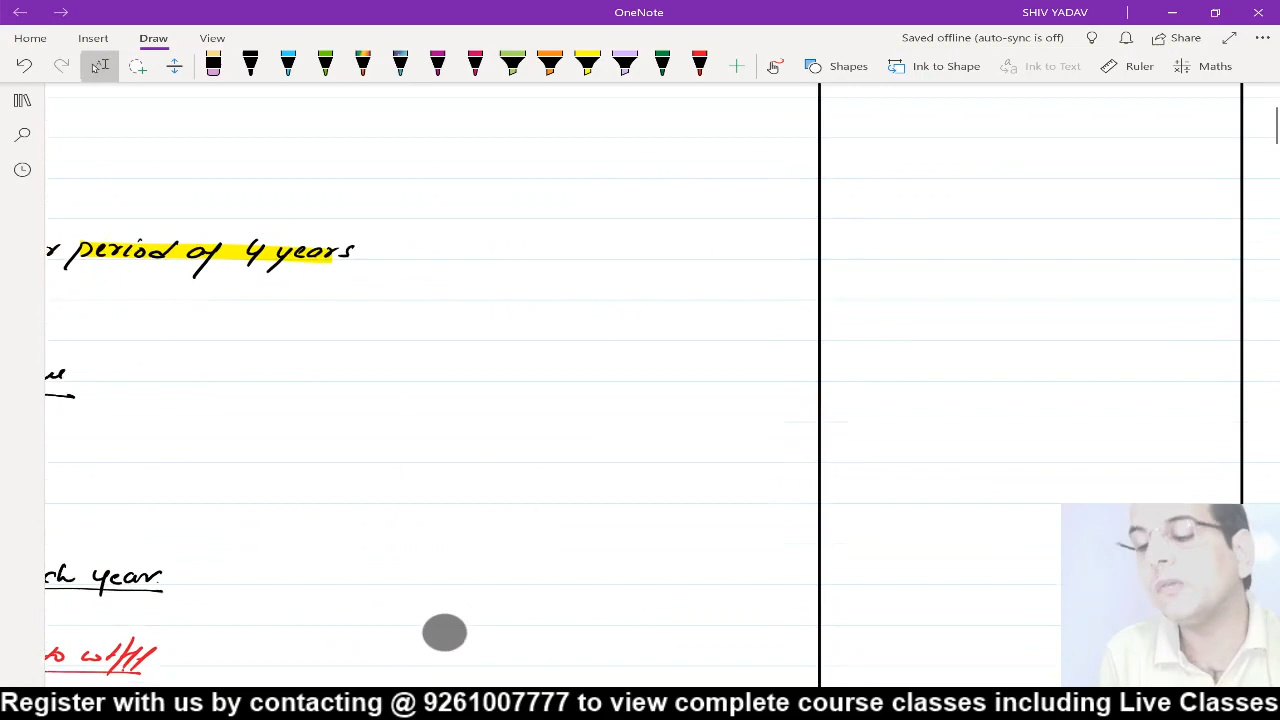 OneNote
SHIV YADAV
Home Insert Draw View
Saved offline (auto-sync is off)
Share
Shapes
Ink to Shape
Ink to Text
Ruler
Maths
r period of 4 years
ch year
to
Register with us by contacting @ 9261007777 to view complete course classes including Live Classes